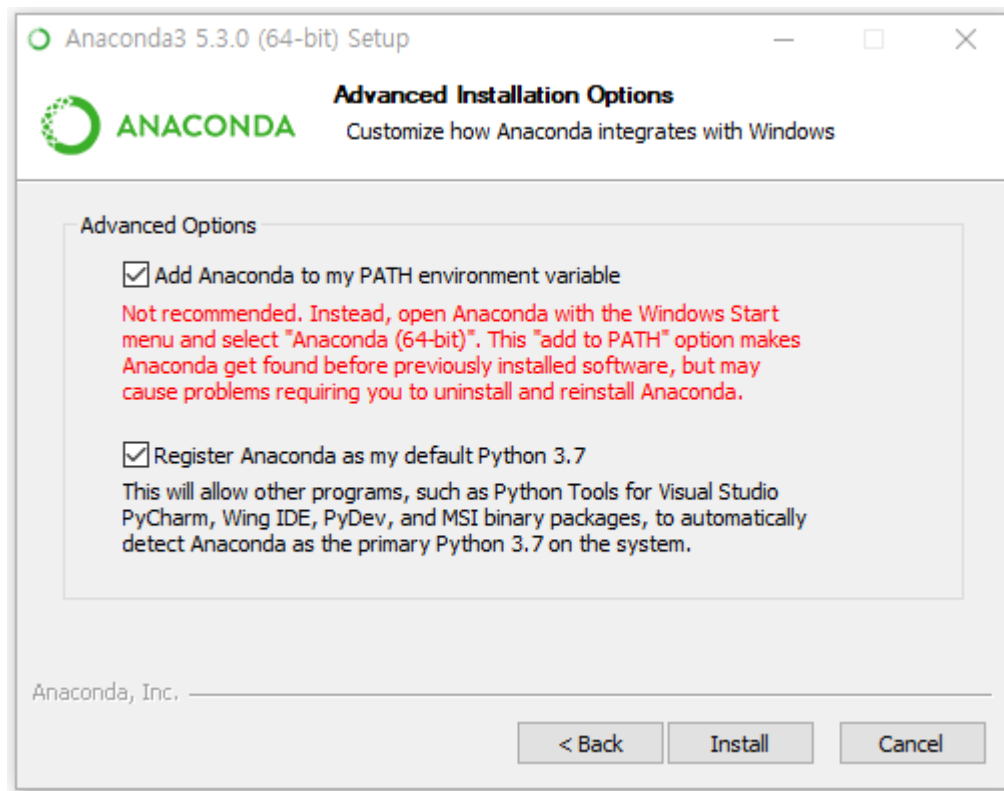 Anaconda3 5.3.0 (64-bit) Setup
ANACONDA
Advanced Installation Options
Customize how Anaconda integrates with Windows
Advanced Options
Add Anaconda to my PATH environment variable
Not recommended. Instead, open Anaconda with the Windows Start
menu and select "Anaconda (64-bit)". This "add to PATH" option makes
Anaconda get found before previously installed software, but may
cause problems requiring you to uninstall and reinstall Anaconda.
Register Anaconda as my default Python 3.7
This will allow other programs, such as Python Tools for Visual Studio
PyCharm, Wing IDE, PyDev, and MSI binary packages, to automatically
detect Anaconda as the primary Python 3.7 on the system.
Anaconda, Inc.
< Back
Install
Cancel